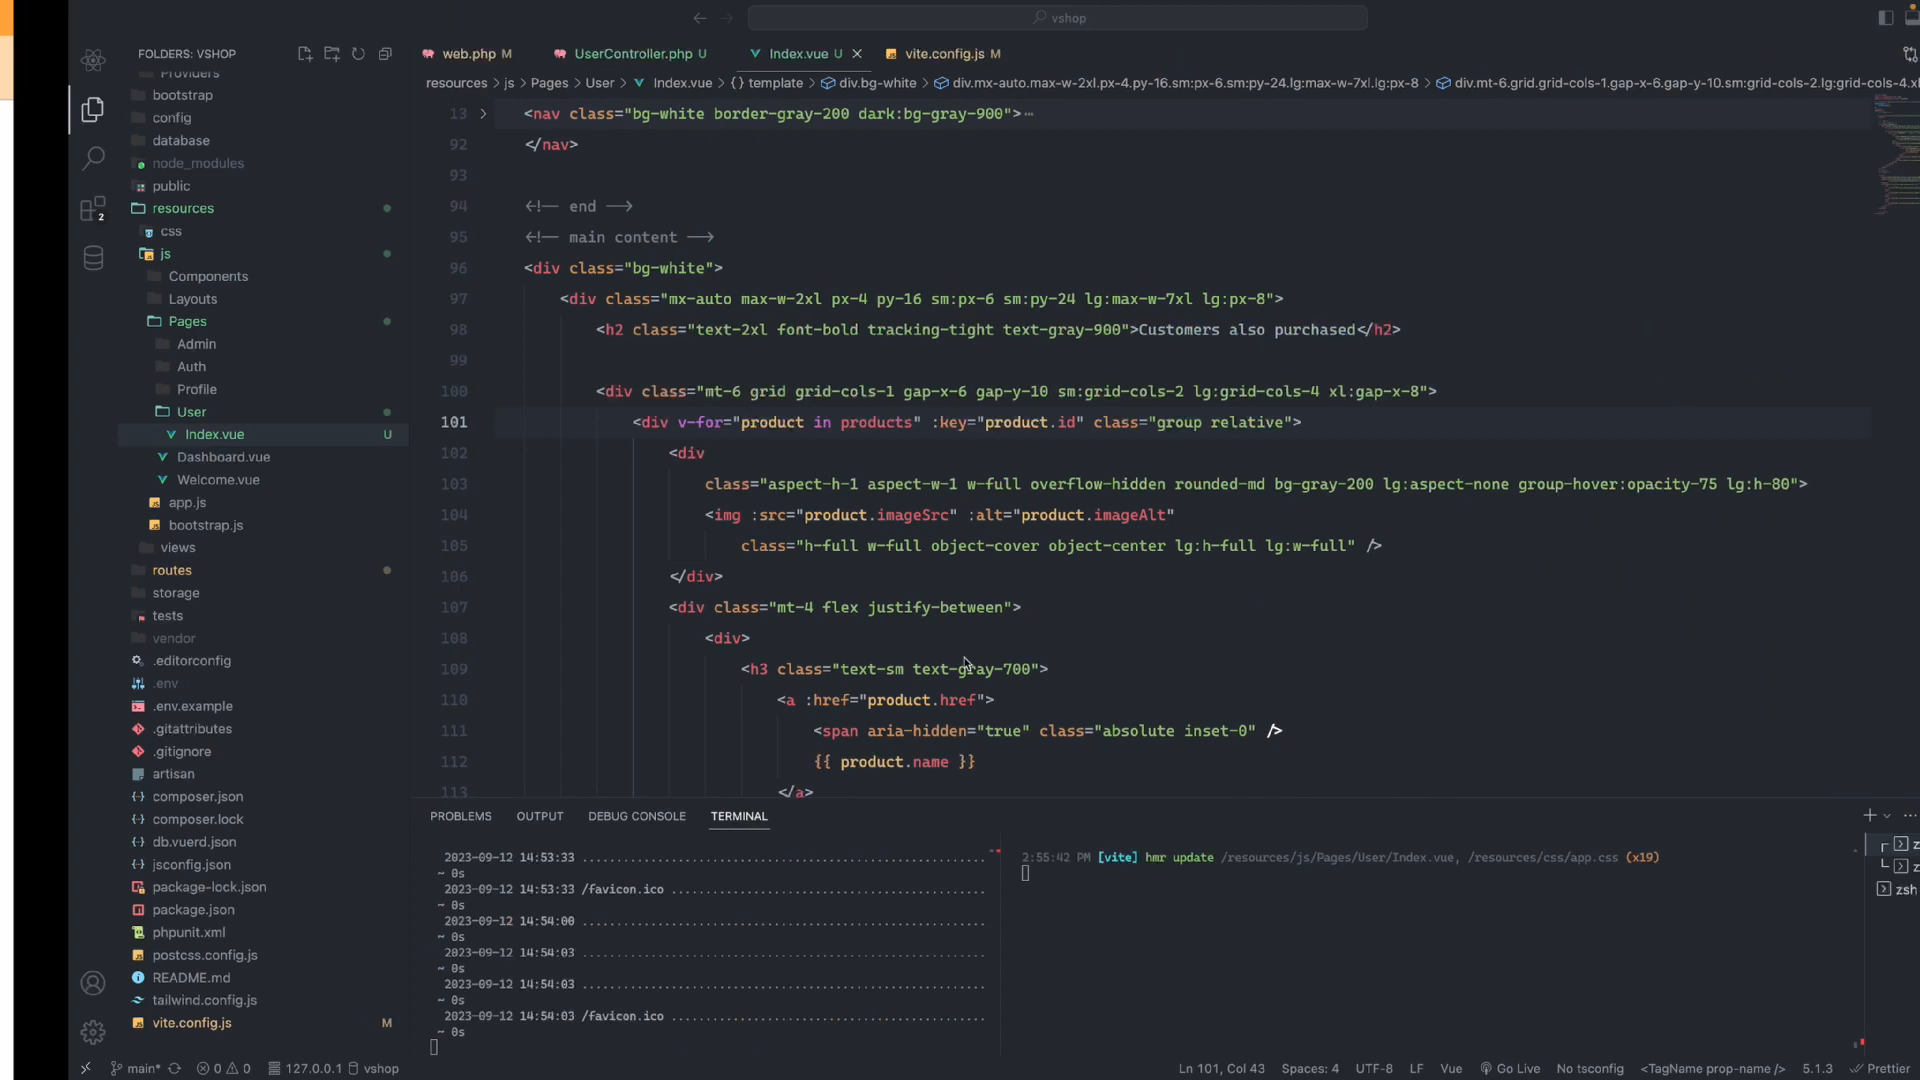 vshop
FOLDERS: VSHOP
Providers
bootstrap
config
database
node_modules
public
resources
css
js
Components
Layouts
Pages
Admin
Auth
Profile
User
Index.vue U
Dashboard.vue
Welcome.vue
app.js
bootstrap.js
views
routes
storage
tests
vendor
.editorconfig
.env
.env.example
.gitattributes
.gitignore
artisan
composer.json
composer.lock
db.vuerd.json
jsconfig.json
package-lock.json
package.json
phpunit.xml
postcss.config.js
README.md
tailwind.config.js
vite.config.js M
2
web.php M UserController.php U Index.vue U vite.config.js M
resources > js > Pages > User > Index.vue > {} template > div.bg-white > div.mx-auto.max-w-2xl.px-4.py-16.sm:px-6.sm:py-24.lg:max-w-7xl.lg:px-8 > div.mt-6.grid.grid-cols-1.gap-x-6.gap-y-10.sm:grid-cols-2.lg:grid-cols-4.xl
13 <nav class="bg-white border-gray-200 dark:bg-gray-900">…
92 </nav>
93
94 <!-- end -->
95 <!-- main content -->
96 <div class="bg-white">
97 <div class="mx-auto max-w-2xl px-4 py-16 sm:px-6 sm:py-24 lg:max-w-7xl lg:px-8">
98 <h2 class="text-2xl font-bold tracking-tight text-gray-900">Customers also purchased</h2>
99
100 <div class="mt-6 grid grid-cols-1 gap-x-6 gap-y-10 sm:grid-cols-2 lg:grid-cols-4 xl:gap-x-8">
101 <div v-for="product in products" :key="product.id" class="group relative">
102 <div
103 class="aspect-h-1 aspect-w-1 w-full overflow-hidden rounded-md bg-gray-200 lg:aspect-none group-hover:opacity-75 lg:h-80">
104 <img :src="product.imageSrc" :alt="product.imageAlt"
105 class="h-full w-full object-cover object-center lg:h-full lg:w-full" />
106 </div>
107 <div class="mt-4 flex justify-between">
108 <div>
109 <h3 class="text-sm text-gray-700">
110 <a :href="product.href">
111 <span aria-hidden="true" class="absolute inset-0" />
112 {{ product.name }}
113 </a>
PROBLEMS OUTPUT DEBUG CONSOLE TERMINAL
2023-09-12 14:53:33 ..................................................
~ 0s
2023-09-12 14:53:33 /favicon.ico .......................................
~ 0s
2023-09-12 14:54:00 ..................................................
~ 0s
2023-09-12 14:54:03 ..................................................
~ 0s
2023-09-12 14:54:03 ..................................................
~ 0s
2023-09-12 14:54:03 /favicon.ico .......................................
~ 0s
2:55:42 PM [vite] hmr update /resources/js/Pages/User/Index.vue, /resources/css/app.css (x19)
z
z
zsh
main* 0 0 127.0.0.1 vshop Ln 101, Col 43 Spaces: 4 UTF-8 LF Vue Go Live No tsconfig <TagName prop-name /> 5.1.3 Prettier